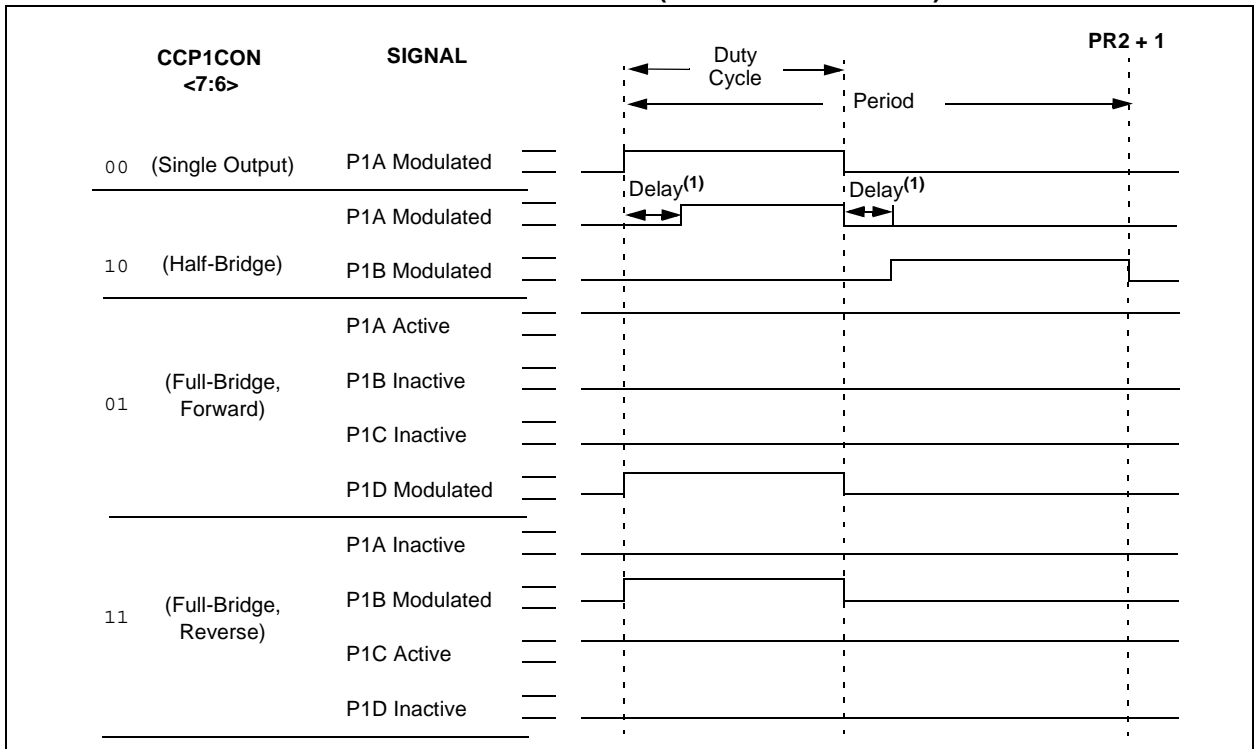 CCP1CON
<7:6>
SIGNAL
Duty
Cycle
PR2 + 1
Period
00 (Single Output) P1A Modulated
Delay(1) Delay(1)
P1A Modulated
10 (Half-Bridge) P1B Modulated
P1A Active
(Full-Bridge,
Forward)
01
P1B Inactive
P1C Inactive
P1D Modulated
P1A Inactive
11 (Full-Bridge,
Reverse)
P1B Modulated
P1C Active
P1D Inactive